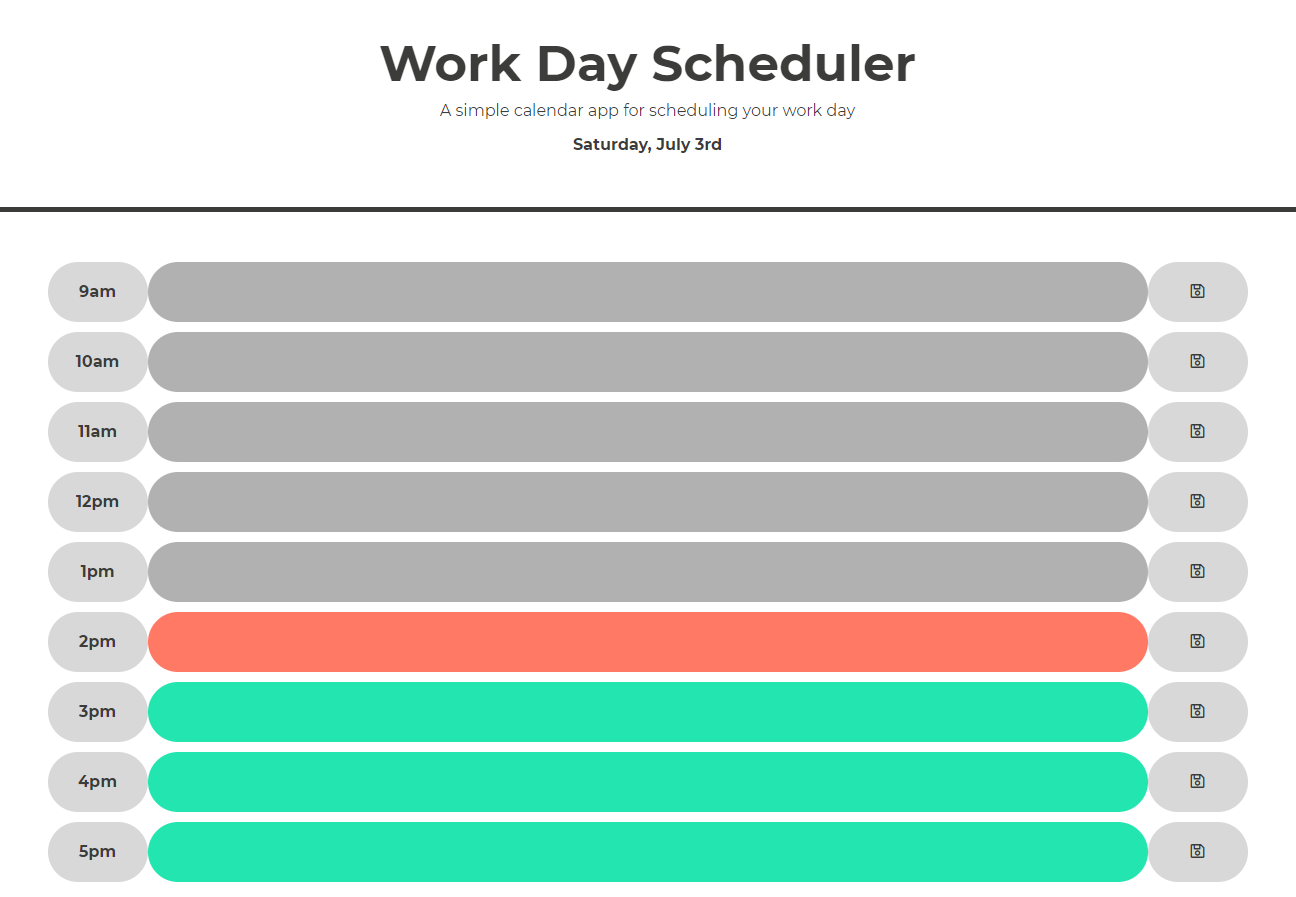 Work Day Scheduler
A simple calendar app for scheduling your work day
Saturday, July 3rd
9am
10am
11am
12pm
1pm
2pm
3pm
4pm
5pm